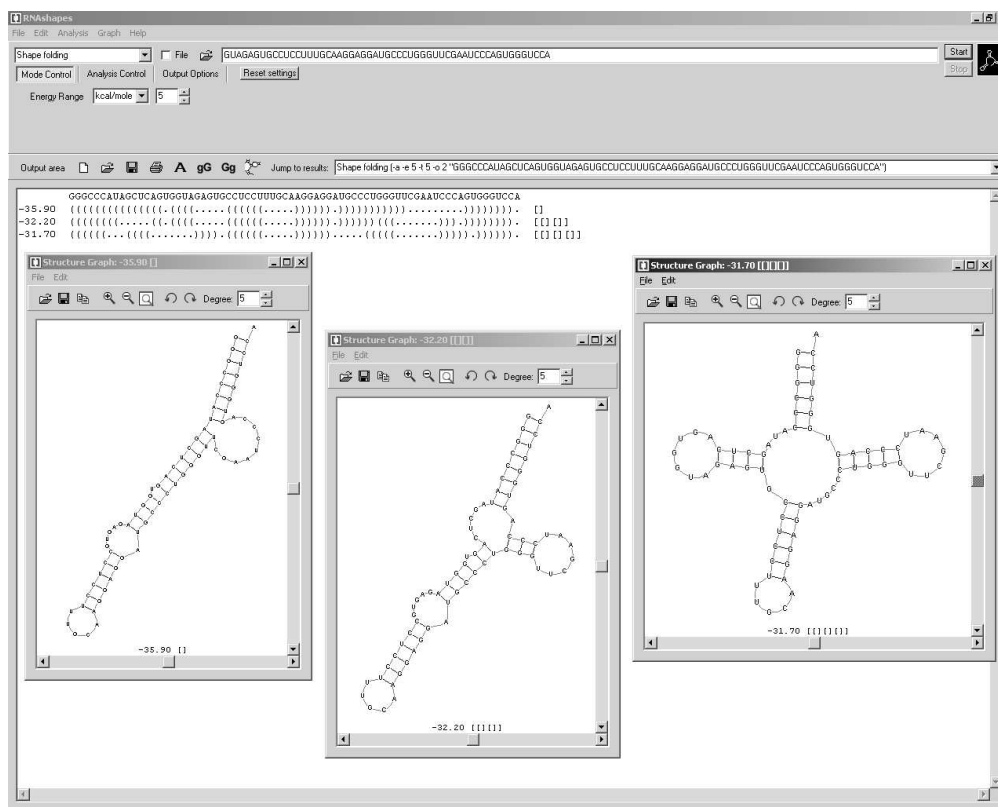 RNAshapes
File Edit Analysis Graph Help
Shape folding File GUAGAGUGCCUCCUUUGCAAGGAGGAUGCCCUGGGUUCGAAUCCCAGUGGGUCCA Start
Stop
Mode Control Analysis Control Output Options Reset settings
Energy Range kcal/mole 5
Output area A gG Gg Jump to results: Shape folding [-a -e 5 -t 5 -o 2 "GGGCCCAUAGCUCAGUGGUAGAGUGCCUCCUUUGCAAGGAGGAUGCCCUGGGUUCGAAUCCCAGUGGGUCCA"]
GGGCCCAUAGCUCAGUGGUAGAGUGCCUCCUUUGCAAGGAGGAUGCCCUGGGUUCGAAUCCCAGUGGGUCCA
-35.90 (((((((((((((((.((((.....((((((.....)))))).))))))))))).........)))))))). []
-32.20 ((((((((.....((.((((.....((((((.....)))))).))))))(((........))))))))))). [[][]]
-31.70 ((((((...((((.......)))).((((((.....)))))).....(((((.......))))).)))))). [[][][]]
Structure Graph: -35.90 []
File Edit
Degree: 5
-35.90 []
Structure Graph: -32.20 [[][]]
File Edit
Degree: 5
-32.20 [[][]]
Structure Graph: -31.70 [[][][]]
File Edit
Degree: 5
-31.70 [[][][]]